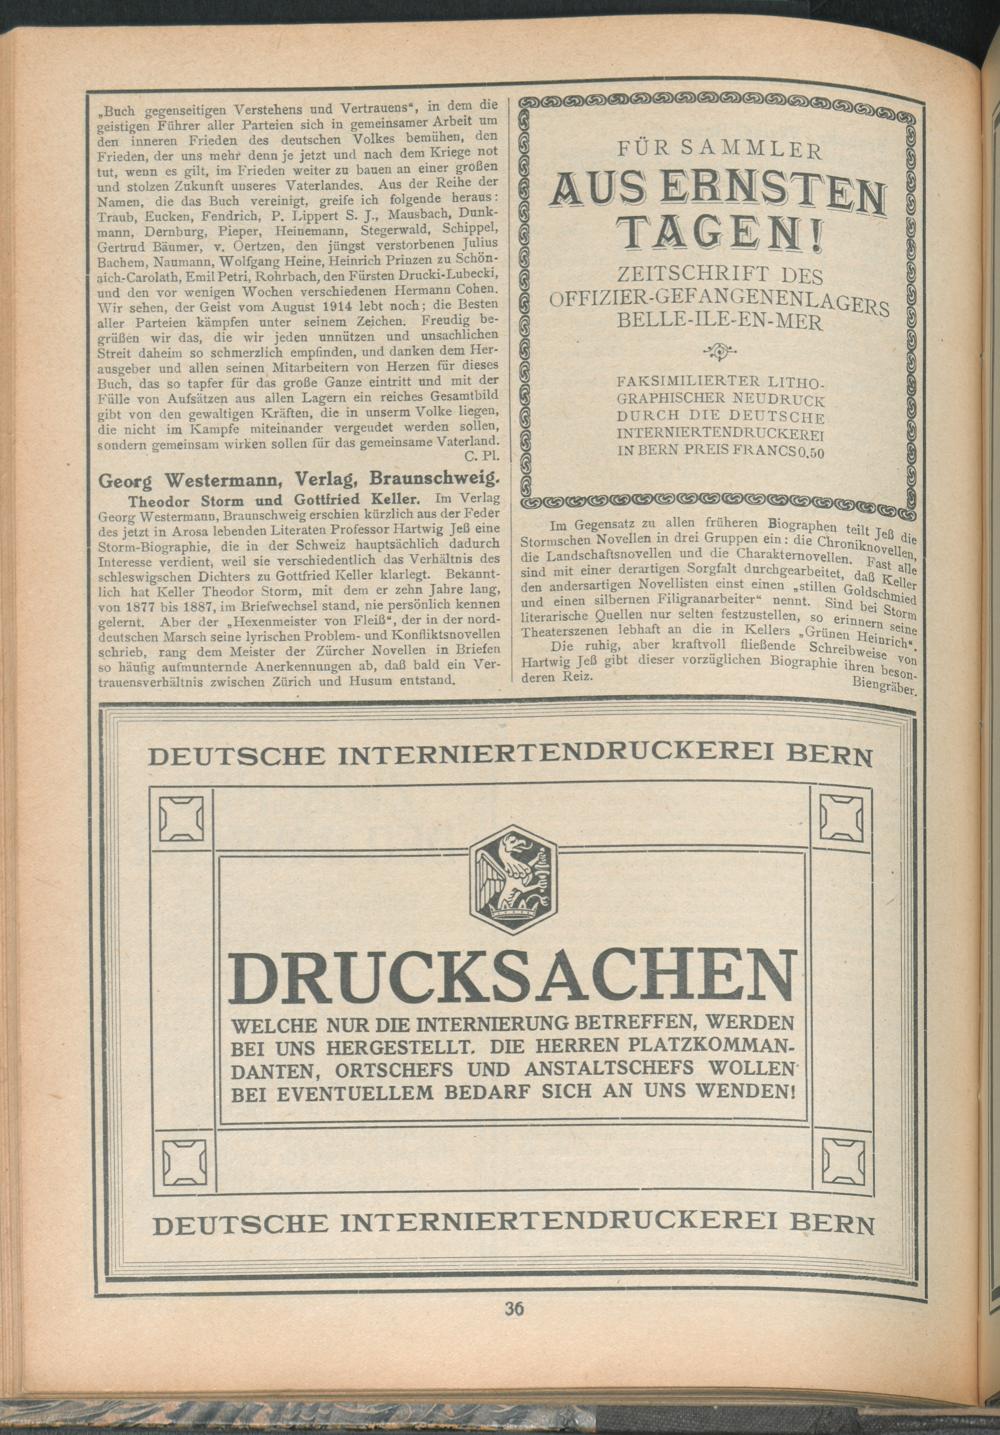 „Buch gegenseitigen Verstehens und Vertrauens“, in dem die
geistigen Führer aller Parteien sich in gemeinsamer Arbeit um
den inneren Frieden des deutschen Volkes bemühen, den
Frieden, der uns mehr denn je jetzt und nach dem Kriege not
tut, wenn es gilt, im Frieden weiter zu bauen an einer großen
und stolzen Zukunft unseres Vaterlandes. Aus der Reihe der
Namen, die das Buch vereinigt, greife ich folgende heraus:
Traub, Eucken, Fendrich, P. Lippert S. J., Mausbach, Dunk-
mann, Dernburg, Pieper, Heinemann, Stegerwald, Schippel,
Gertrud Bäumer, v. Oertzen, den jüngst verstorbenen Julius
Bachem, Naumann, Wolfgang Heine, Heinrich Prinzen zu Schön-
aich-Carolath, Emil Petri, Rohrbach, den Fürsten Drucki-Lubecki,
und den vor wenigen Wochen verschiedenen Hermann Cohen.
Wir sehen, der Geist vom August 1914 lebt noch; die Besten
aller Parteien kämpfen unter seinem Zeichen. Freudig be-
grüßen wir das, die wir jeden unnützen und unsachlichen
Streit daheim so schmerzlich empfinden, und danken dem Her-
ausgeber und allen seinen Mitarbeitern von Herzen für dieses
Buch, das so tapfer für das große Ganze eintritt und mit der
Fülle von Aufsätzen aus allen Lagern ein reiches Gesamtbild
gibt von den gewaltigen Kräften, die in unserm Volke liegen,
die nicht im Kampfe miteinander vergeudet werden sollen,
sondern gemeinsam wirken sollen für das gemeinsame Vaterland.
C. Pl.
Georg Westermann, Verlag, Braunschweig.
Theodor Storm und Gottfried Keller. Im Verlag
Georg Westermann, Braunschweig erschien kürzlich aus der Feder
des jetzt in Arosa lebenden Literaten Professor Hartwig Jeß eine
Storm-Biographie, die in der Schweiz hauptsächlich dadurch
Interesse verdient, weil sie verschiedentlich das Verhältnis des
schleswigschen Dichters zu Gottfried Keller klarlegt. Bekannt-
lich hat Keller Theodor Storm, mit dem er zehn Jahre lang,
von 1877 bis 1887, im Briefwechsel stand, nie persönlich kennen
gelernt. Aber der „Hexenmeister von Fleiß“, der in der nord-
deutschen Marsch seine lyrischen Problem- und Konfliktsnovellen
schrieb, rang dem Meister der Zürcher Novellen in Briefen
so häufig aufmunternde Anerkennungen ab, daß bald ein Ver-
trauensverhältnis zwischen Zürich und Husum entstand.
FÜR SAMMLER
AUS ERNSTEN
TAGEN!
ZEITSCHRIFT DES
OFFIZIER-GEFANGENENLAGERS
BELLE-ILE-EN-MER
FAKSIMILIERTER LITHO-
GRAPHISCHER NEUDRUCK
DURCH DIE DEUTSCHE
INTERNIERTENDRUCKEREI
IN BERN PREIS FRANCS 0.50
Im Gegensatz zu allen früheren Biographen teilt Jeß die
Stormschen Novellen in drei Gruppen ein: die Chroniknovellen,
die Landschaftsnovellen und die Charakternovellen. Fast alle
sind mit einer derartigen Sorgfalt durchgearbeitet, daß Keller
den andersartigen Novellisten einst einen „stillen Goldschmied
und einen silbernen Filigranarbeiter“ nennt. Sind bei Storm
literarische Quellen nur selten festzustellen, so erinnern seine
Theaterszenen lebhaft an die in Kellers „Grünen Heinrich“.
Die ruhig, aber kraftvoll fließende Schreibweise von
Hartwig Jeß gibt dieser vorzüglichen Biographie ihren beson-
deren Reiz.
Biengräber.
DEUTSCHE INTERNIERTENDRUCKEREI BERN
DRUCKSACHEN
WELCHE NUR DIE INTERNIERUNG BETREFFEN, WERDEN
BEI UNS HERGESTELLT. DIE HERREN PLATZKOMMAN-
DANTEN, ORTSCHEFS UND ANSTALTSCHEFS WOLLEN
BEI EVENTUELLEM BEDARF SICH AN UNS WENDEN!
DEUTSCHE INTERNIERTENDRUCKEREI BERN
36